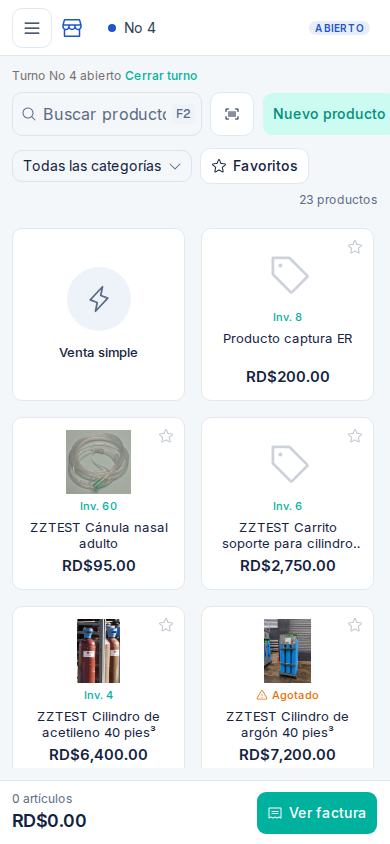 No 4
ABIERTO
Turno No 4 abierto Cerrar turno
Buscar producto
F2
Nuevo producto
Todas las categorías
Favoritos
23 productos
Venta simple
Inv. 8
Producto captura ER
RD$200.00
Inv. 60
ZZTEST Cánula nasal
adulto
RD$95.00
Inv. 6
ZZTEST Carrito
soporte para cilindro..
RD$2,750.00
Inv. 4
ZZTEST Cilindro de
acetileno 40 pies³
RD$6,400.00
Agotado
ZZTEST Cilindro de
argón 40 pies³
RD$7,200.00
0 artículos
RD$0.00
Ver factura